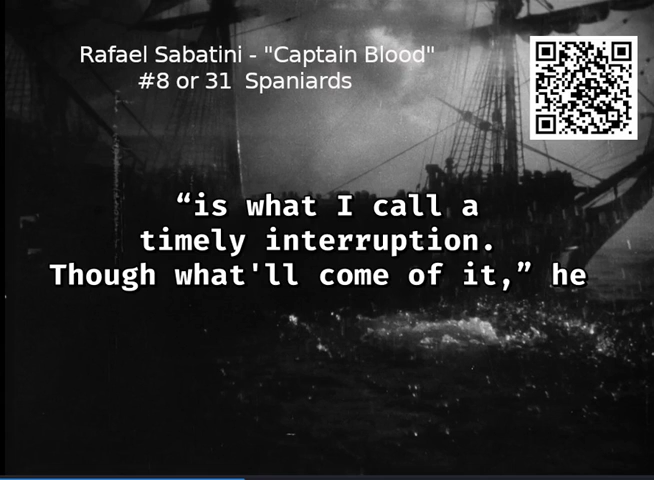 Rafael Sabatini - "Captain Blood"
#8 or 31 Spaniards
“is what I call a
timely interruption.
Though what'll come of it,” he